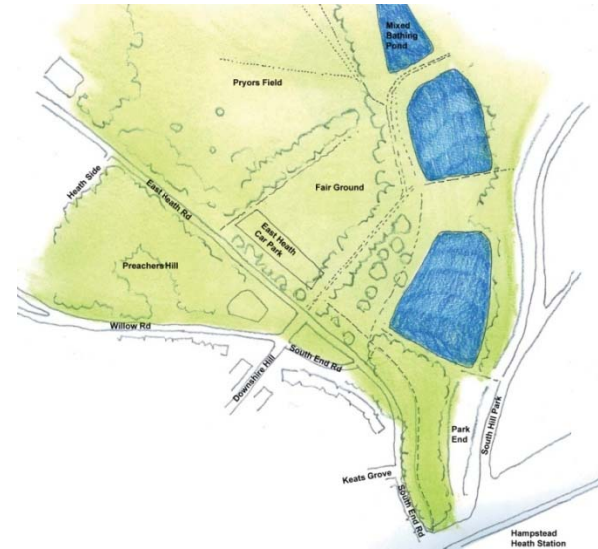 Mixed
Bathing
Pond
Pryors Field
Heath Side
East Heath Rd
Fair Ground
East Heath
Car Park
Preachers Hill
Willow Rd
South End Rd
Downshire Hill
Park
End
South Hill Park
Keats Grove
South End Rd
Hampstead
Heath Station